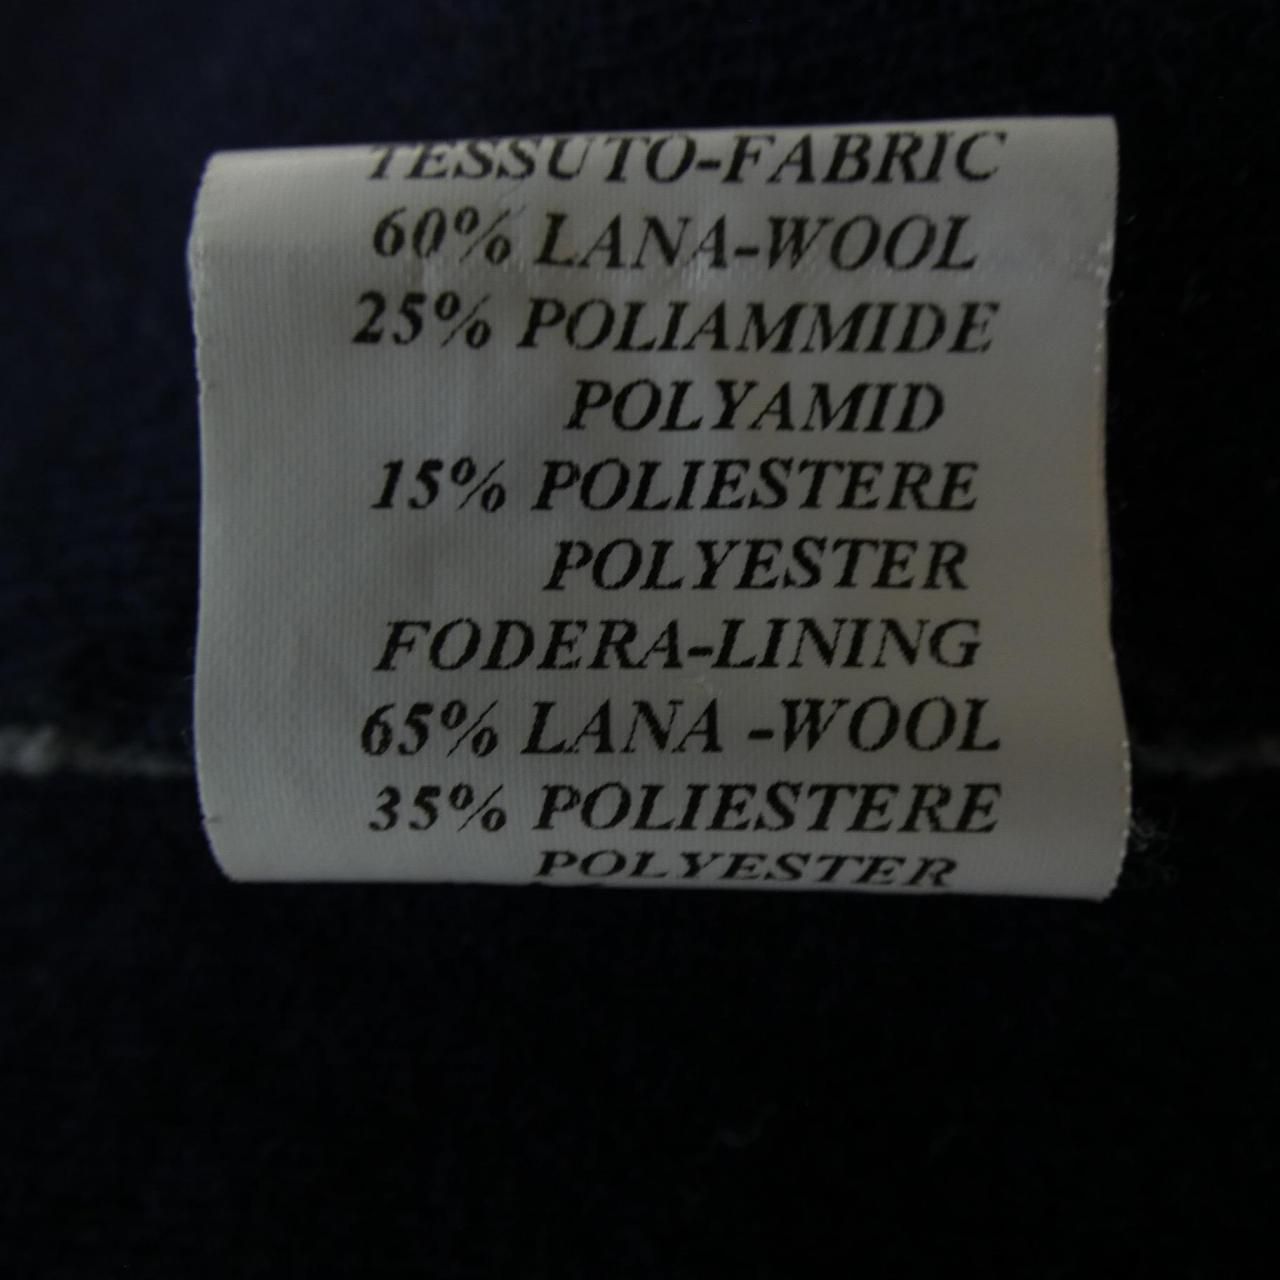 TESSUTO-FABRIC
60% LANA-WOOL
25% POLIAMMIDE
POLYAMID
15% POLIESTERE
POLYESTER
FODERA-LINING
65% LANA -WOOL
35% POLIESTERE
POLYESTER